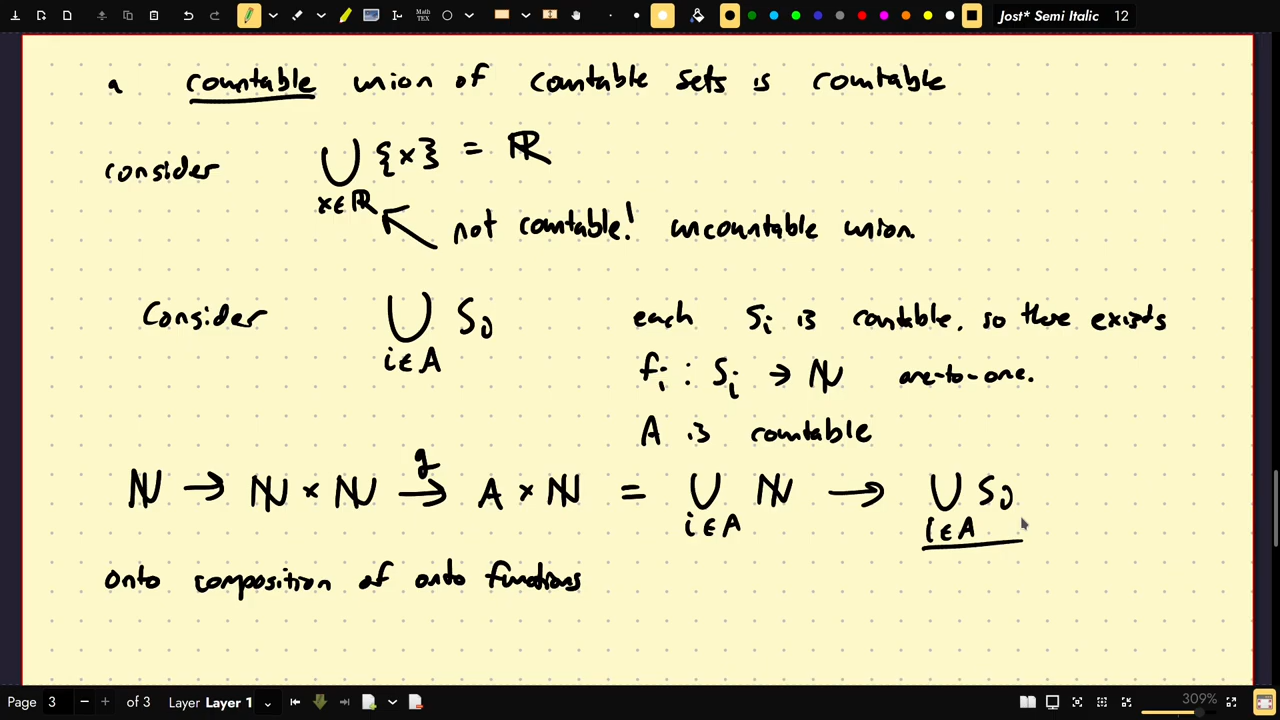 Math
TEX
Jost* Semi Italic 12
a countable union of countable sets is countable
consider ⋃ {x} = ℝ
x∈ℝ
not countable! uncountable union.
Consider ⋃ Si each Si is countable, so there exists
i∈A
fi : Si → ℕ one-to-one.
A is countable
ℕ → ℕ × ℕ →g A × ℕ = ⋃ ℕ → ⋃ Si
i∈A i∈A
onto composition of onto functions
Page 3 of 3 Layer Layer 1 309%